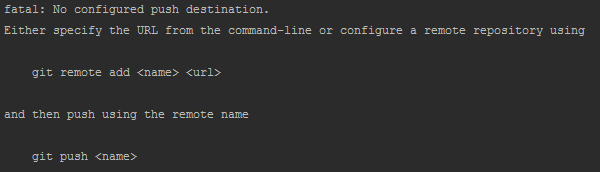 fatal: No configured push destination.
Either specify the URL from the command-line or configure a remote repository using
git remote add <name> <url>
and then push using the remote name
git push <name>